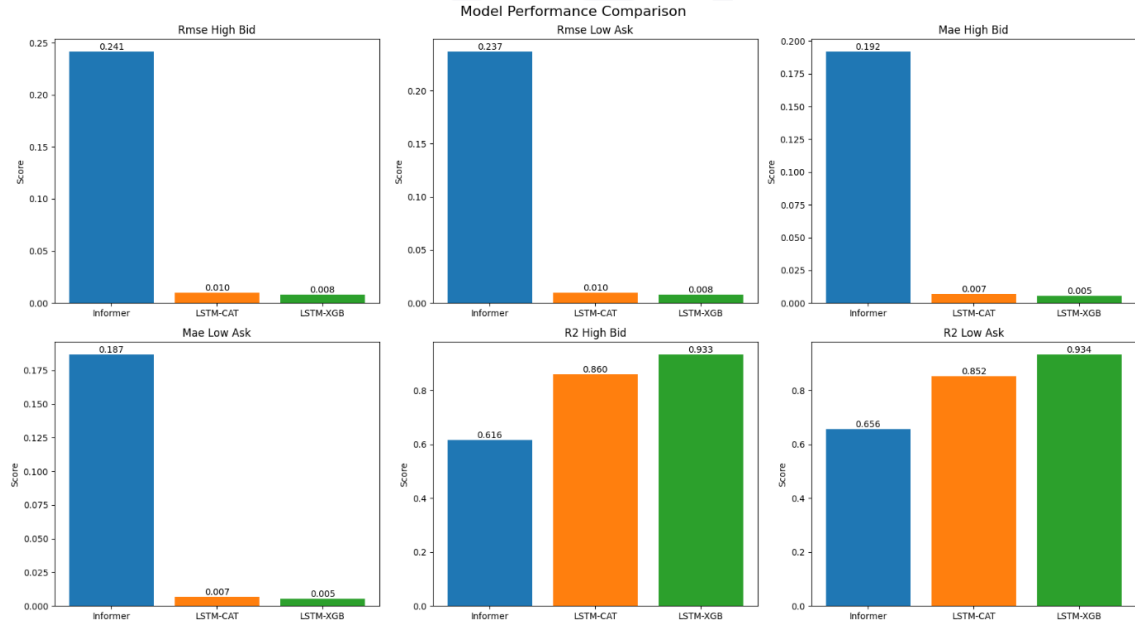 Model Performance Comparison
Rmse High Bid
0.241
0.010
0.008
0.25
0.20
0.15
0.10
0.05
0.00
Score
Informer
LSTM-CAT
LSTM-XGB
Rmse Low Ask
0.237
0.010
0.008
0.20
0.15
0.10
0.05
0.00
Score
Informer
LSTM-CAT
LSTM-XGB
Mae High Bid
0.192
0.007
0.005
0.200
0.175
0.150
0.125
0.100
0.075
0.050
0.025
0.000
Score
Informer
LSTM-CAT
LSTM-XGB
Mae Low Ask
0.187
0.007
0.005
0.175
0.150
0.125
0.100
0.075
0.050
0.025
0.000
Score
Informer
LSTM-CAT
LSTM-XGB
R2 High Bid
0.616
0.860
0.933
0.8
0.6
0.4
0.2
0.0
Score
Informer
LSTM-CAT
LSTM-XGB
R2 Low Ask
0.656
0.852
0.934
0.8
0.6
0.4
0.2
0.0
Score
Informer
LSTM-CAT
LSTM-XGB